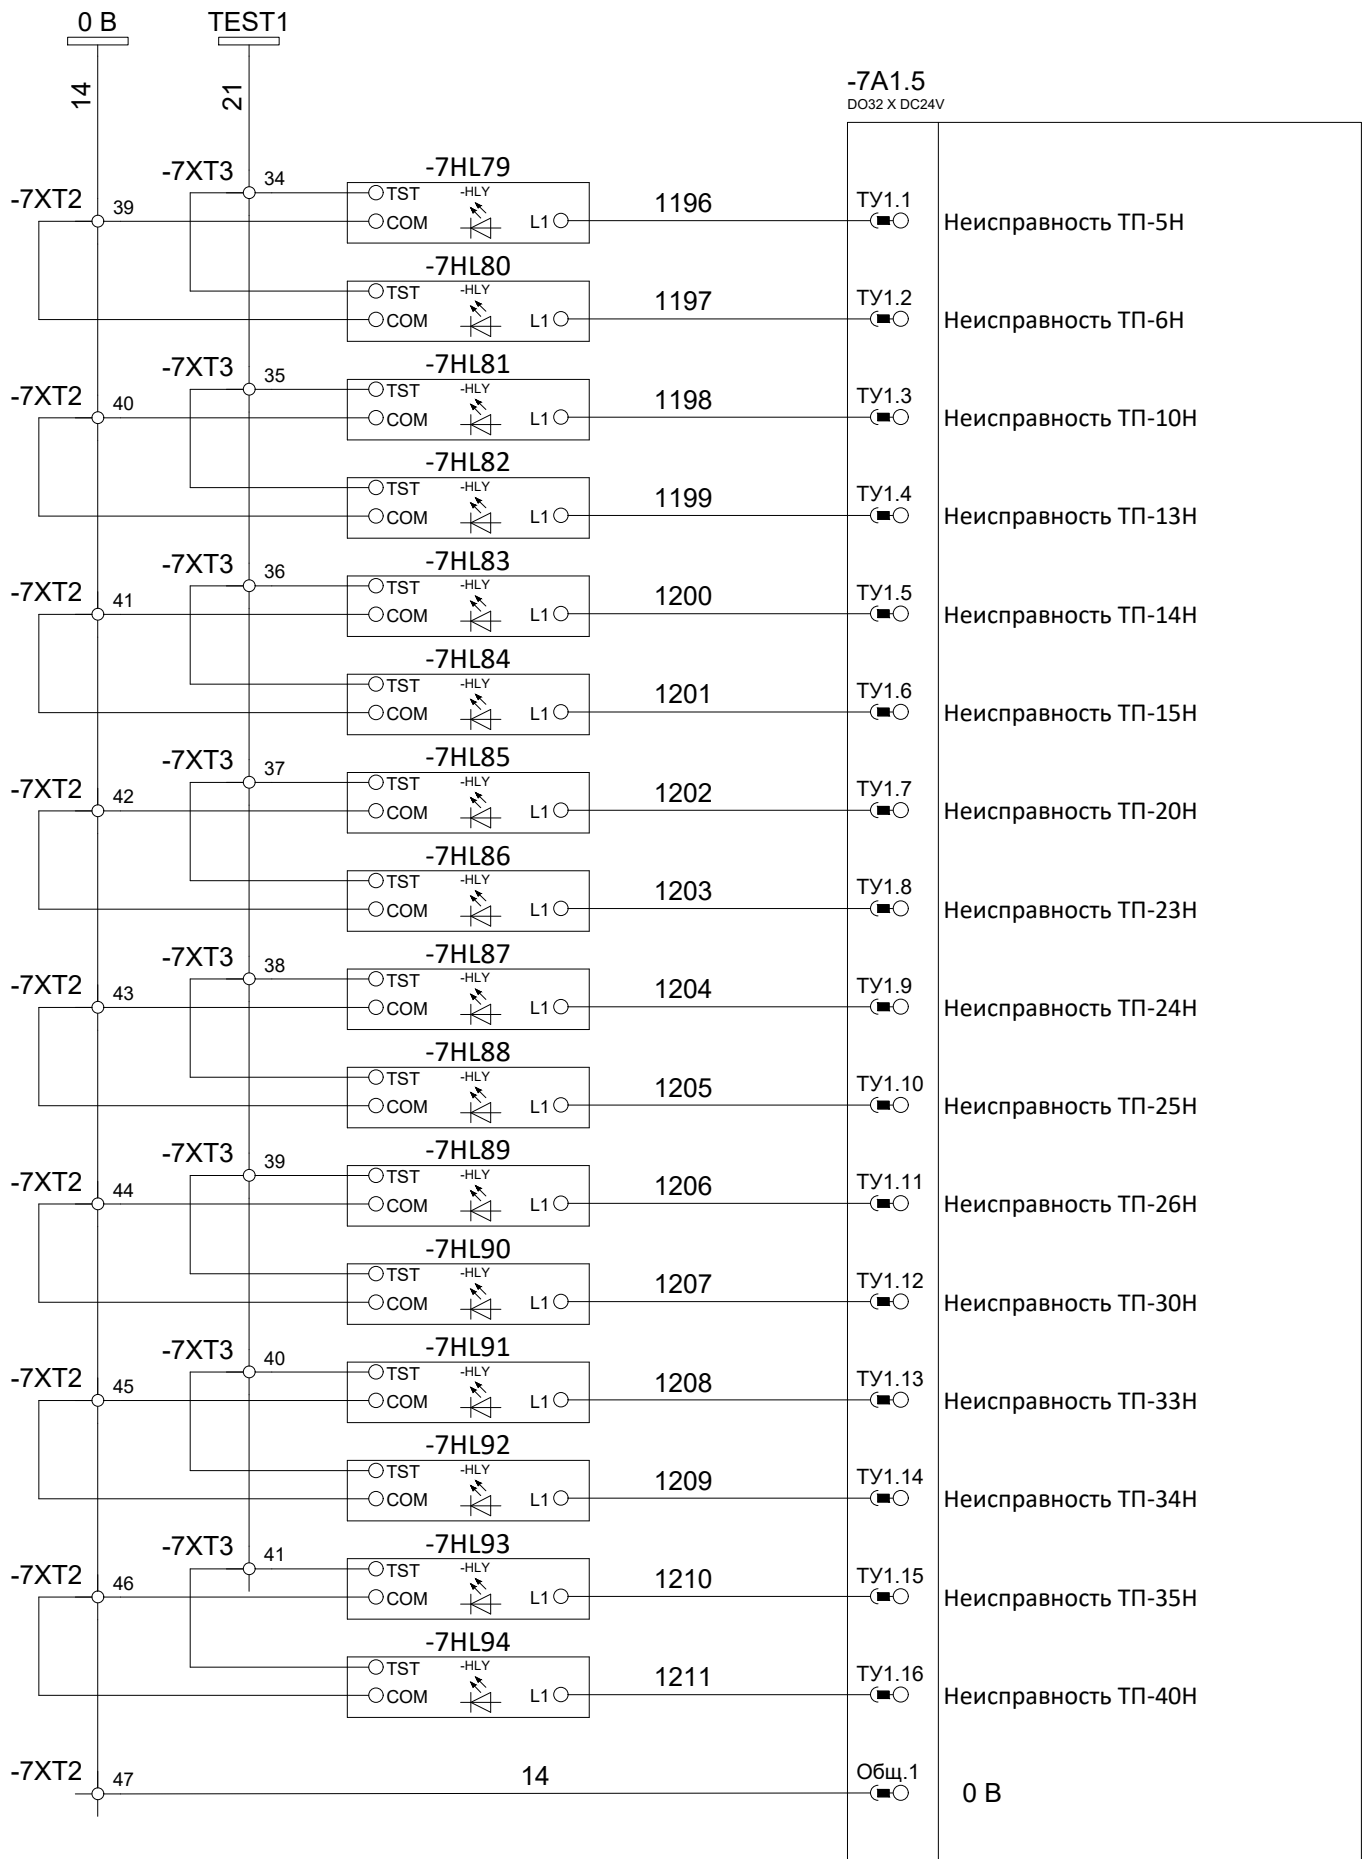 0 В TEST1
14 21
-7A1.5
DO32 X DC24V
-7XT3 34 -7HL79
-7XT2 39 TST -HLY 1196 ТУ1.1
COM L1 Неисправность ТП-5Н
-7HL80
TST -HLY 1197 ТУ1.2
COM L1 Неисправность ТП-6Н
-7XT3 35 -7HL81
-7XT2 40 TST -HLY 1198 ТУ1.3
COM L1 Неисправность ТП-10Н
-7HL82
TST -HLY 1199 ТУ1.4
COM L1 Неисправность ТП-13Н
-7XT3 36 -7HL83
-7XT2 41 TST -HLY 1200 ТУ1.5
COM L1 Неисправность ТП-14Н
-7HL84
TST -HLY 1201 ТУ1.6
COM L1 Неисправность ТП-15Н
-7XT3 37 -7HL85
-7XT2 42 TST -HLY 1202 ТУ1.7
COM L1 Неисправность ТП-20Н
-7HL86
TST -HLY 1203 ТУ1.8
COM L1 Неисправность ТП-23Н
-7XT3 38 -7HL87
-7XT2 43 TST -HLY 1204 ТУ1.9
COM L1 Неисправность ТП-24Н
-7HL88
TST -HLY 1205 ТУ1.10
COM L1 Неисправность ТП-25Н
-7XT3 39 -7HL89
-7XT2 44 TST -HLY 1206 ТУ1.11
COM L1 Неисправность ТП-26Н
-7HL90
TST -HLY 1207 ТУ1.12
COM L1 Неисправность ТП-30Н
-7XT3 40 -7HL91
-7XT2 45 TST -HLY 1208 ТУ1.13
COM L1 Неисправность ТП-33Н
-7HL92
TST -HLY 1209 ТУ1.14
COM L1 Неисправность ТП-34Н
-7XT3 41 -7HL93
-7XT2 46 TST -HLY 1210 ТУ1.15
COM L1 Неисправность ТП-35Н
-7HL94
TST -HLY 1211 ТУ1.16
COM L1 Неисправность ТП-40Н
-7XT2 47 14 Общ.1
0 В